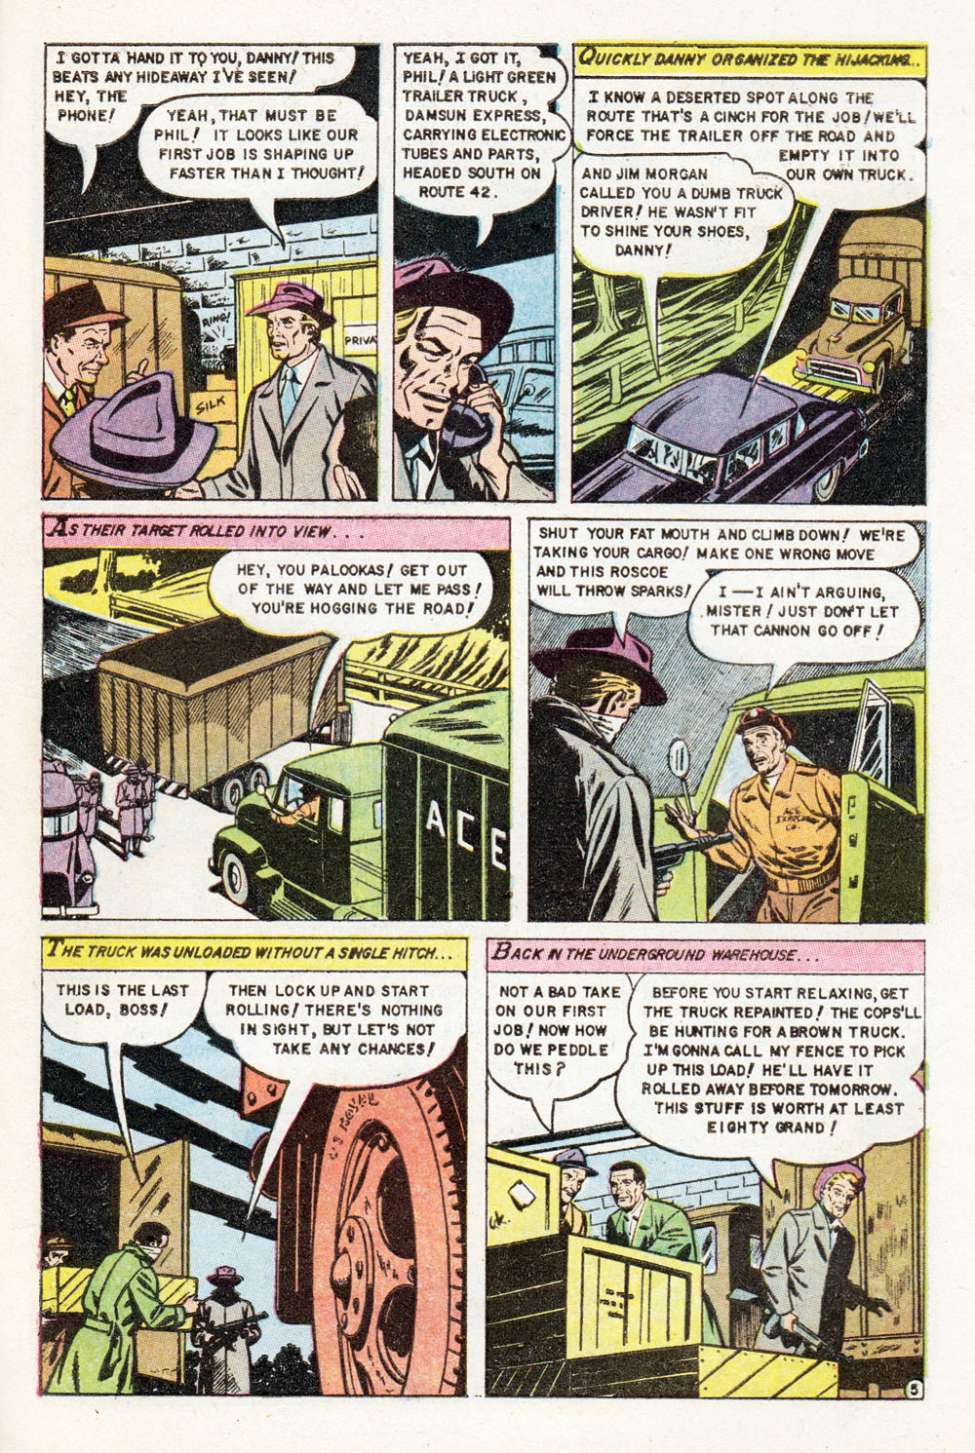 I GOTTA HAND IT TO YOU, DANNY! THIS
BEATS ANY HIDEAWAY I'VE SEEN!
HEY, THE
PHONE!
YEAH, THAT MUST BE
PHIL! IT LOOKS LIKE OUR
FIRST JOB IS SHAPING UP
FASTER THAN I THOUGHT!
RING!
PRIVA
SILK
YEAH, I GOT IT,
PHIL! A LIGHT GREEN
TRAILER TRUCK,
DAMSUN EXPRESS,
CARRYING ELECTRONIC
TUBES AND PARTS,
HEADED SOUTH ON
ROUTE 42.
QUICKLY DANNY ORGANIZED THE HIJACKING...
I KNOW A DESERTED SPOT ALONG THE
ROUTE THAT'S A CINCH FOR THE JOB! WE'LL
FORCE THE TRAILER OFF THE ROAD AND
EMPTY IT INTO
OUR OWN TRUCK.
AND JIM MORGAN
CALLED YOU A DUMB TRUCK
DRIVER! HE WASN'T FIT
TO SHINE YOUR SHOES,
DANNY!
AS THEIR TARGET ROLLED INTO VIEW...
HEY, YOU PALOOKAS! GET OUT
OF THE WAY AND LET ME PASS!
YOU'RE HOGGING THE ROAD!
ACE
6
SHUT YOUR FAT MOUTH AND CLIMB DOWN! WE'RE
TAKING YOUR CARGO! MAKE ONE WRONG MOVE
AND THIS ROSCOE
WILL THROW SPARKS!
I--I AIN'T ARGUING,
MISTER! JUST DON'T LET
THAT CANNON GO OFF!
CO.
THE TRUCK WAS UNLOADED WITHOUT A SINGLE HITCH...
THIS IS THE LAST
LOAD, BOSS!
THEN LOCK UP AND START
ROLLING! THERE'S NOTHING
IN SIGHT, BUT LET'S NOT
TAKE ANY CHANCES!
BACK IN THE UNDERGROUND WAREHOUSE...
NOT A BAD TAKE
ON OUR FIRST
JOB! NOW HOW
DO WE PEDDLE
THIS?
BEFORE YOU START RELAXING, GET
THE TRUCK REPAINTED! THE COPS'LL
BE HUNTING FOR A BROWN TRUCK.
I'M GONNA CALL MY FENCE TO PICK
UP THIS LOAD! HE'LL HAVE IT
ROLLED AWAY BEFORE TOMORROW.
THIS STUFF IS WORTH AT LEAST
EIGHTY GRAND!
5